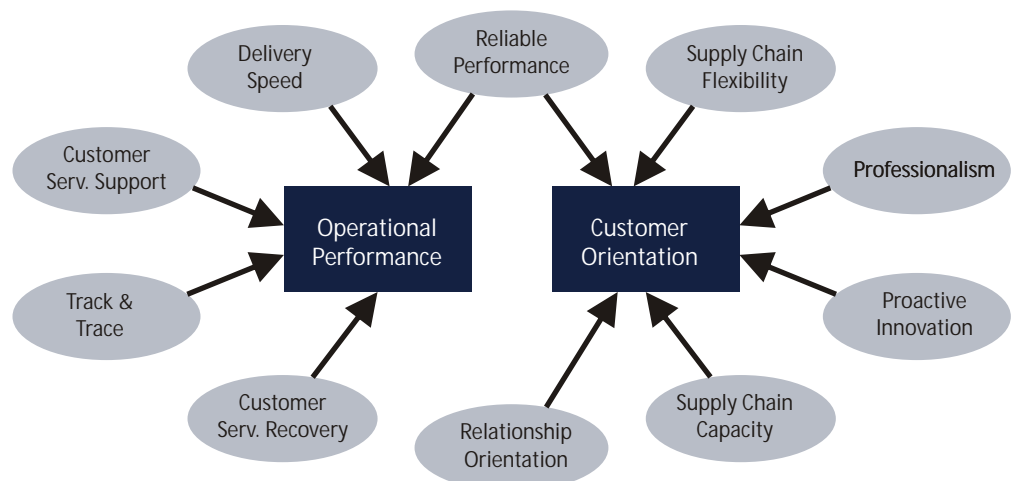 Delivery
Speed
Reliable
Performance
Supply Chain
Flexibility
Customer
Serv. Support
Professionalism
Operational
Performance
Customer
Orientation
Track &
Trace
Proactive
Innovation
Customer
Serv. Recovery
Relationship
Orientation
Supply Chain
Capacity